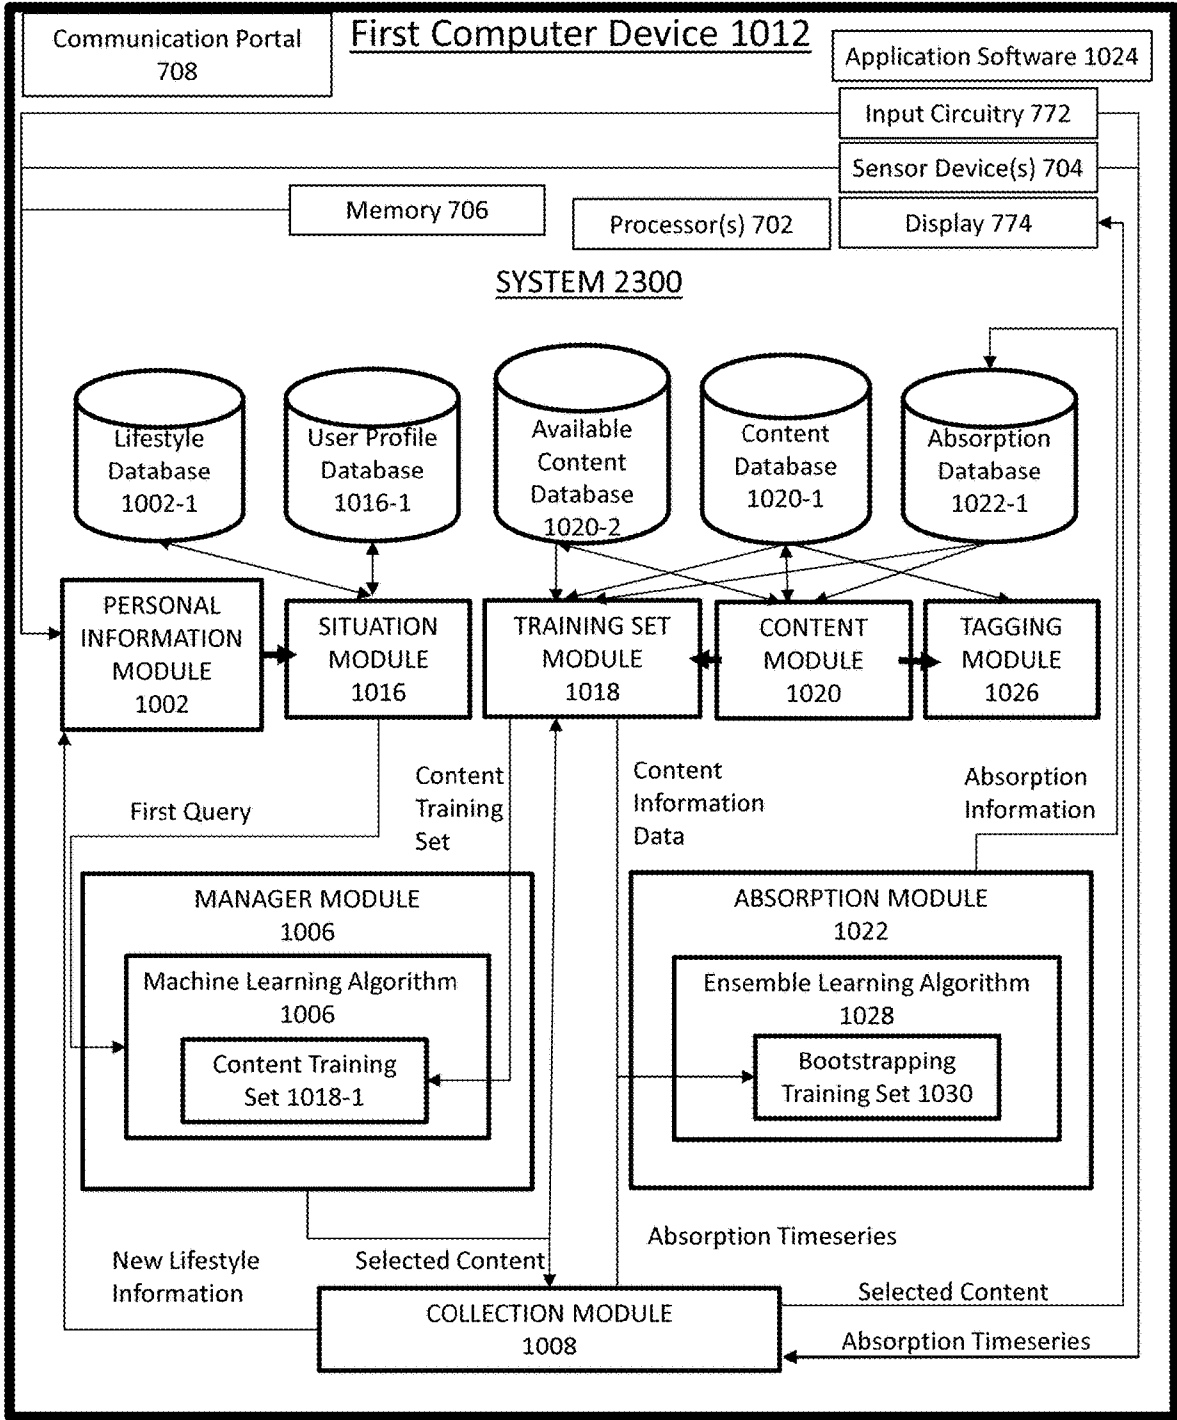 First Computer Device 1012
Communication Portal
708
Application Software 1024
Input Circuitry 772
Sensor Device(s) 704
Memory 706
Processor(s) 702
Display 774
SYSTEM 2300
Lifestyle
Database
1002-1
User Profile
Database
1016-1
Available
Content
Database
1020-2
Content
Database
1020-1
Absorption
Database
1022-1
PERSONAL
INFORMATION
MODULE
1002
SITUATION
MODULE
1016
TRAINING SET
MODULE
1018
CONTENT
MODULE
1020
TAGGING
MODULE
1026
First Query
Content
Training
Set
Content
Information
Data
Absorption
Information
MANAGER MODULE
1006
Machine Learning Algorithm
1006
Content Training
Set 1018-1
ABSORPTION MODULE
1022
Ensemble Learning Algorithm
1028
Bootstrapping
Training Set 1030
New Lifestyle
Information
Selected Content
Absorption Timeseries
COLLECTION MODULE
1008
Selected Content
Absorption Timeseries